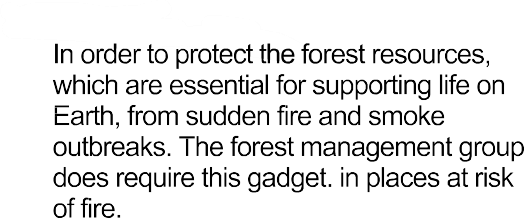 In order to protect the forest resources,
which are essential for supporting life on
Earth, from sudden fire and smoke
outbreaks. The forest management group
does require this gadget. in places at risk
of fire.